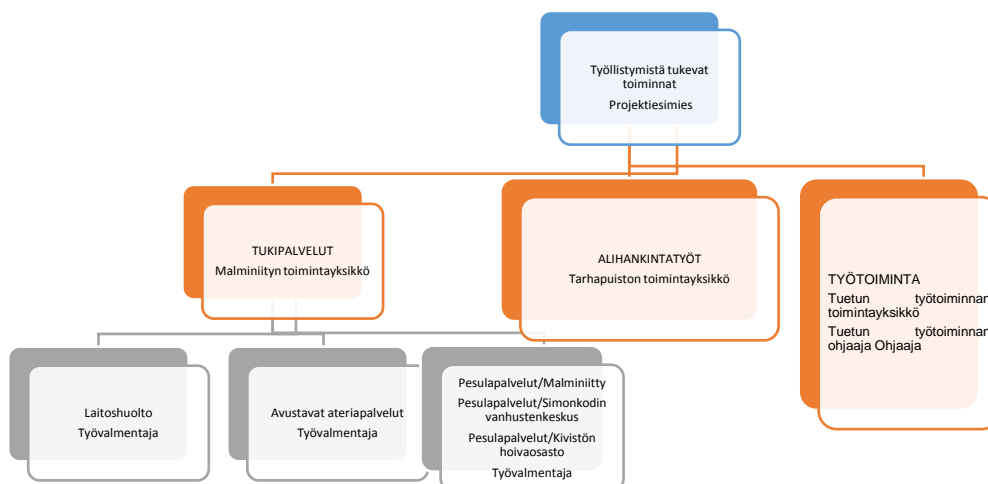 Työllistymistä tukevat
toiminnat
Projektiesimies
TUKIPALVELUT
Malminiityn toimintayksikkö
ALIHANKINTATYÖT
Tarhapuiston toimintayksikkö
TYÖTOIMINTA
Tuetun työtoiminnan
toimintayksikkö
Tuetun työtoiminnan
ohjaaja Ohjaaja
Laitoshuolto
Työvalmentaja
Avustavat ateriapalvelut
Työvalmentaja
Pesulapalvelut/Malminiitty
Pesulapalvelut/Simonkodin
vanhustenkeskus
Pesulapalvelut/Kivistön
hoivaosasto
Työvalmentaja